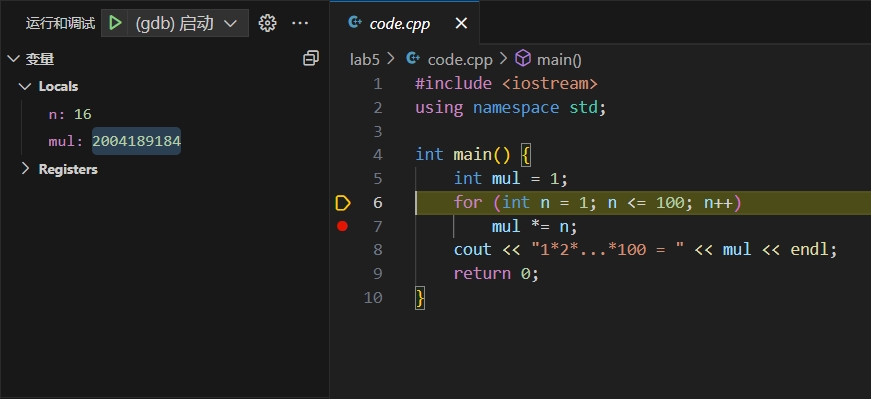 运行和调试 (gdb) 启动 ···
变量
Locals
n: 16
mul: 2004189184
Registers
code.cpp
lab5 > code.cpp > main()
1 #include <iostream>
2 using namespace std;
3
4 int main() {
5 int mul = 1;
6 for (int n = 1; n <= 100; n++)
7 mul *= n;
8 cout << "1*2*...*100 = " << mul << endl;
9 return 0;
10 }